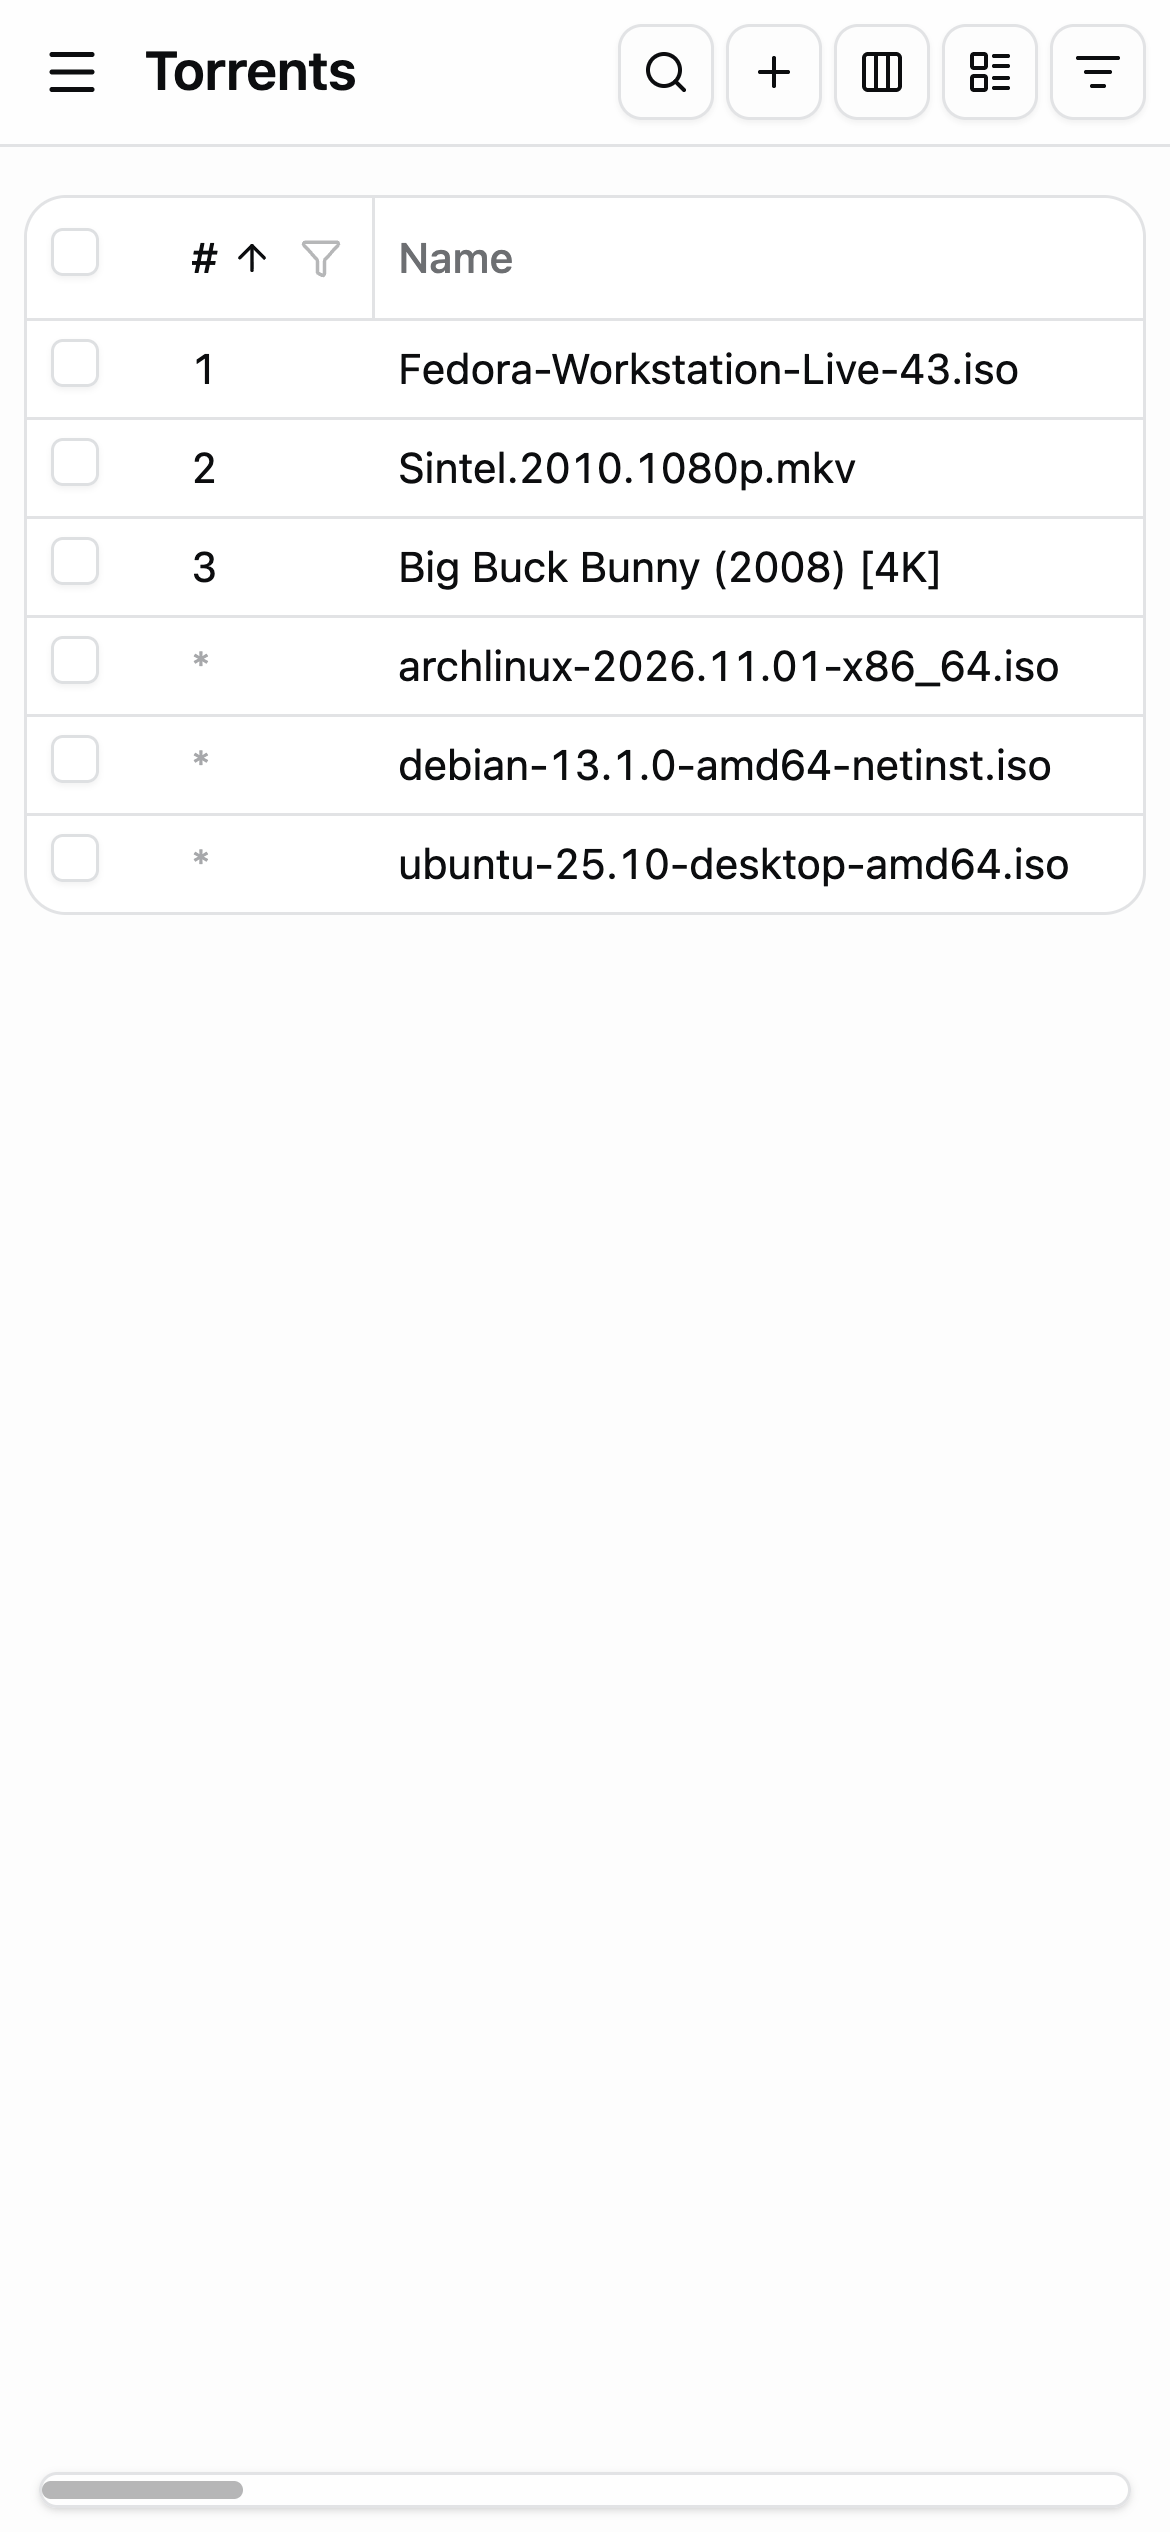 Torrents
# ↑ Name
1 Fedora-Workstation-Live-43.iso
2 Sintel.2010.1080p.mkv
3 Big Buck Bunny (2008) [4K]
* archlinux-2026.11.01-x86_64.iso
* debian-13.1.0-amd64-netinst.iso
* ubuntu-25.10-desktop-amd64.iso